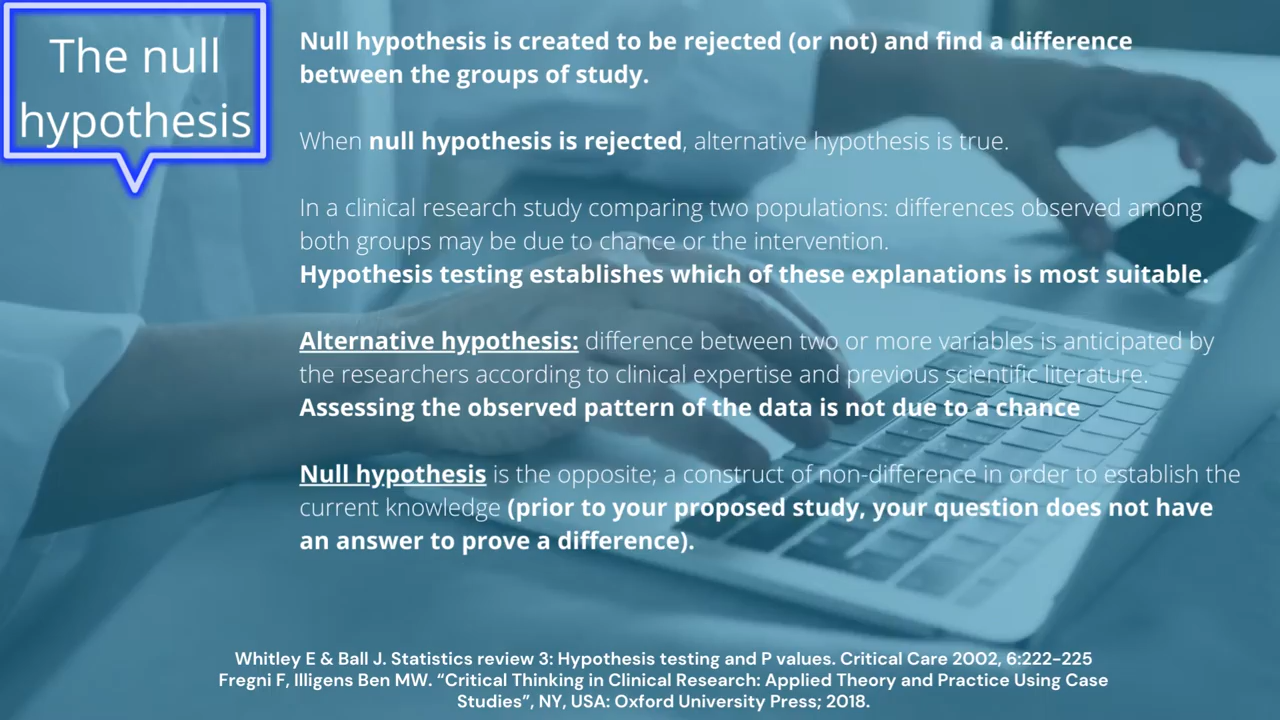 The null
hypothesis
Null hypothesis is created to be rejected (or not) and find a difference
between the groups of study.
When null hypothesis is rejected, alternative hypothesis is true.
In a clinical research study comparing two populations: differences observed among
both groups may be due to chance or the intervention.
Hypothesis testing establishes which of these explanations is most suitable.
Alternative hypothesis: difference between two or more variables is anticipated by
the researchers according to clinical expertise and previous scientific literature.
Assessing the observed pattern of the data is not due to a chance
Null hypothesis is the opposite; a construct of non-difference in order to establish the
current knowledge (prior to your proposed study, your question does not have
an answer to prove a difference).
Whitley E & Ball J. Statistics review 3: Hypothesis testing and P values. Critical Care 2002, 6:222-225
Fregni F, Illigens Ben MW. “Critical Thinking in Clinical Research: Applied Theory and Practice Using Case
Studies”, NY, USA: Oxford University Press; 2018.